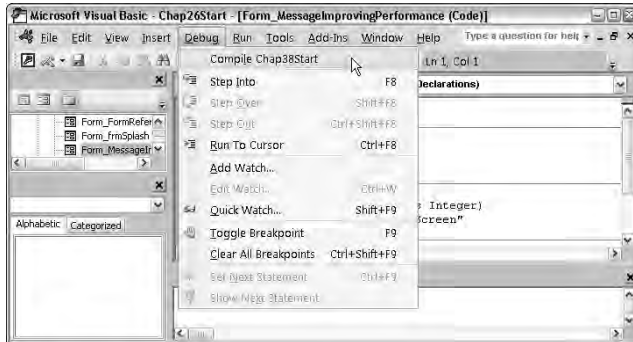 Microsoft Visual Basic - Chap26Start - [Form_MessageImprovingPerformance (Code)]
File Edit View Insert Debug Run Tools Add-Ins Window Help Type a question for help
Ln 1, Col 1
Compile Chap38Start
Step Into F8
Step Over Shift+F8
Step Out Ctrl+Shift+F8
Run To Cursor Ctrl+F8
Add Watch...
Edit Watch... Ctrl+W
Quick Watch... Shift+F9
Toggle Breakpoint F9
Clear All Breakpoints Ctrl+Shift+F9
Set Next Statement Ctrl+F9
Show Next Statement
Form_FormRefer
Form_frmSplash
Form_MessageIr
Alphabetic Categorized
Declarations)
s Integer)
Screen"